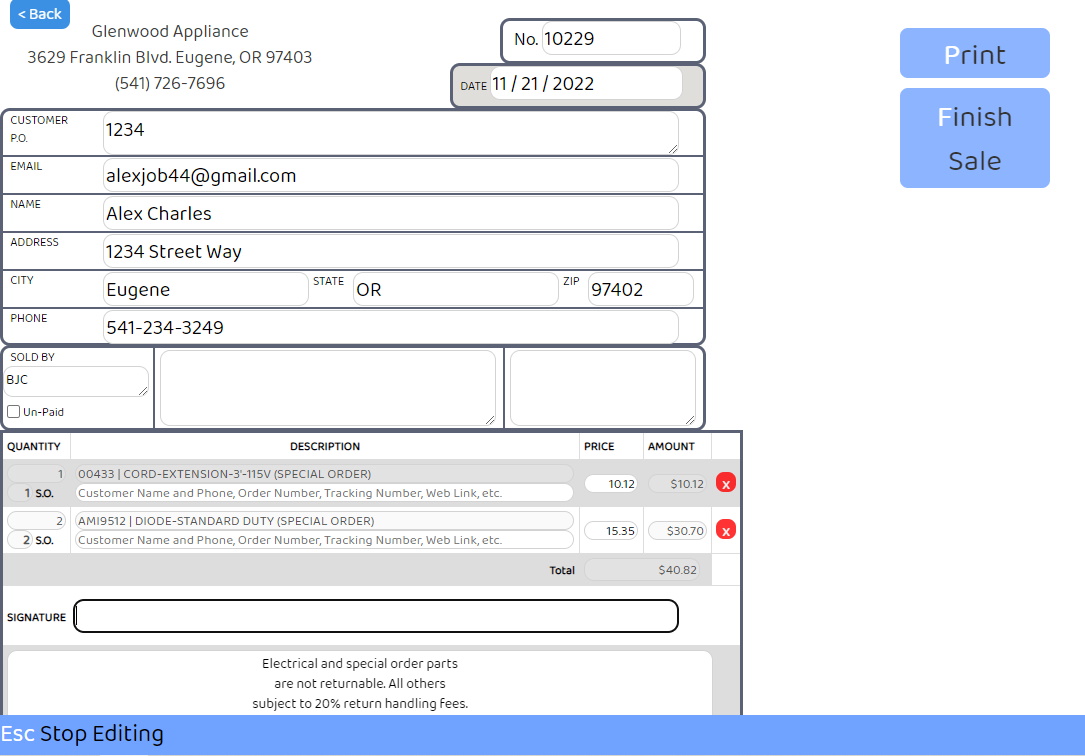 < Back
Glenwood Appliance
3629 Franklin Blvd. Eugene, OR 97403
(541) 726-7696
No. 10229
DATE 11 / 21 / 2022
Print
Finish
Sale
CUSTOMER
P.O.
1234
EMAIL
alexjob44@gmail.com
NAME
Alex Charles
ADDRESS
1234 Street Way
CITY Eugene STATE OR ZIP 97402
PHONE
541-234-3249
SOLD BY
BJC
Un-Paid
QUANTITY DESCRIPTION PRICE AMOUNT
1 00433 | CORD-EXTENSION-3'-115V (SPECIAL ORDER) 10.12 $10.12 x
1 S.O. Customer Name and Phone, Order Number, Tracking Number, Web Link, etc.
2 AMI9512 | DIODE-STANDARD DUTY (SPECIAL ORDER) 15.35 $30.70 x
2 S.O. Customer Name and Phone, Order Number, Tracking Number, Web Link, etc.
Total $40.82
SIGNATURE
Electrical and special order parts
are not returnable. All others
subject to 20% return handling fees.
Esc Stop Editing